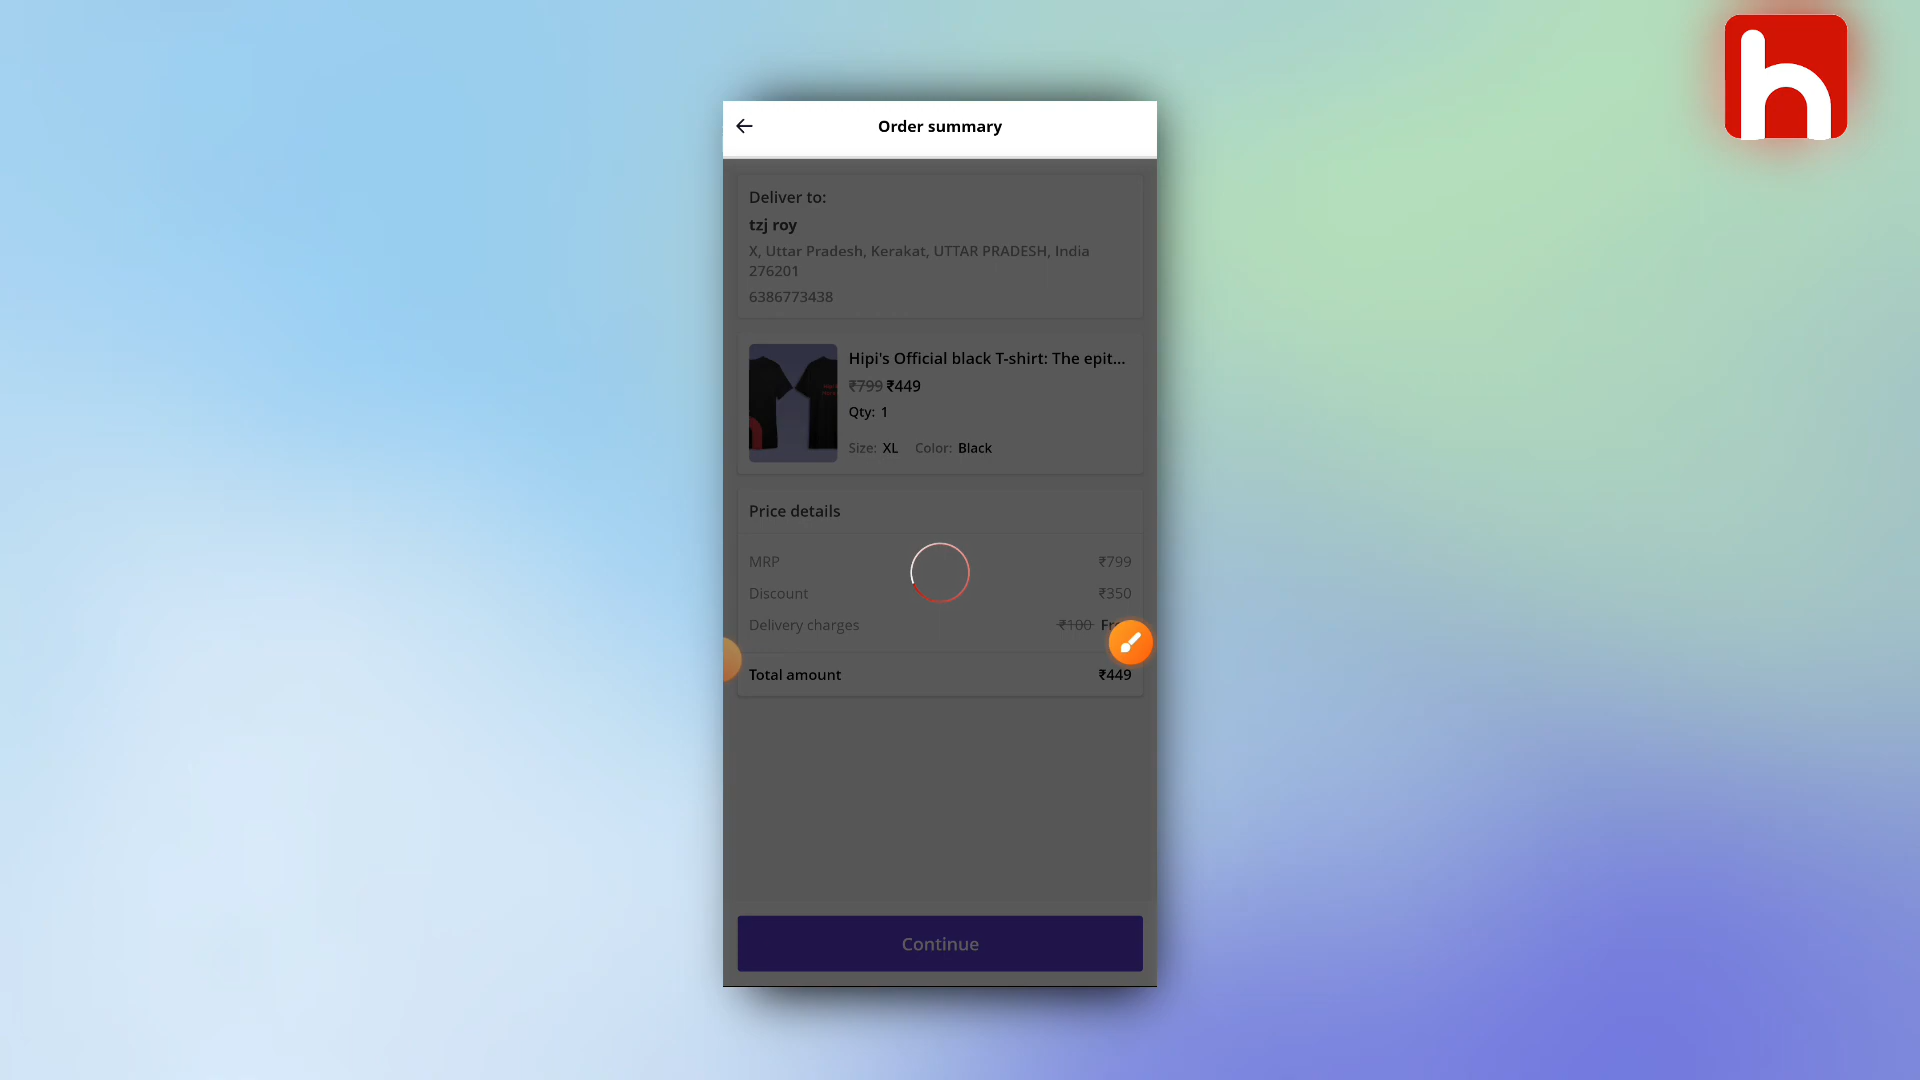 Order summary
Deliver to:
tzj roy
X, Uttar Pradesh, Kerakat, UTTAR PRADESH, India
276201
6386773438
Hipi's Official black T-shirt: The epit...
₹799 ₹449
Qty: 1
Size: XL Color: Black
Price details
MRP ₹799
Discount ₹350
Delivery charges ₹100
Total amount ₹449
Continue
h